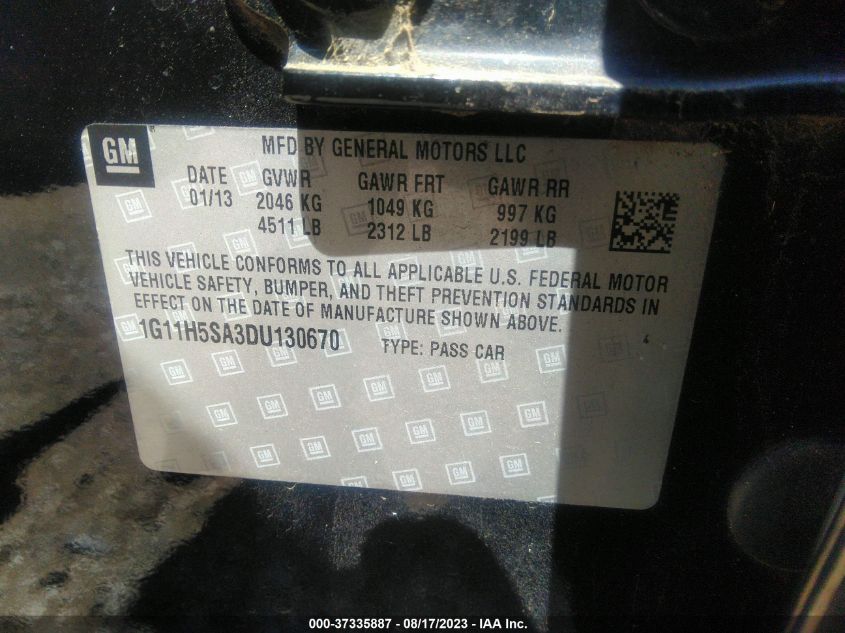 GM
MFD BY GENERAL MOTORS LLC
DATE GVWR GAWR FRT GAWR RR
01/13 2046 KG 1049 KG 997 KG
4511 LB 2312 LB 2199 LB
THIS VEHICLE CONFORMS TO ALL APPLICABLE U.S. FEDERAL MOTOR
VEHICLE SAFETY, BUMPER, AND THEFT PREVENTION STANDARDS IN
EFFECT ON THE DATE OF MANUFACTURE SHOWN ABOVE.
1G11H5SA3DU130670 TYPE: PASS CAR
000-37335887 — 08/17/2023 — IAA Inc.